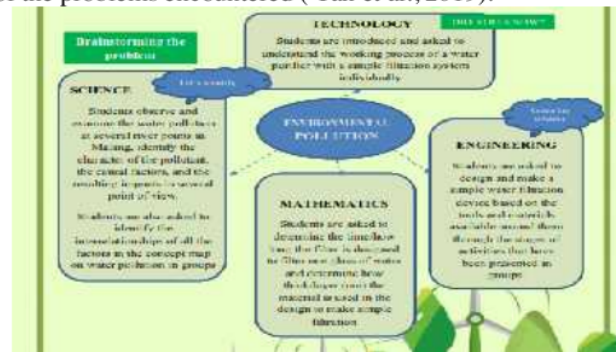 of the problems encountered (
et al., 2019).
TECHNOLOGY
Students are introduced and asked to
understand the working process of a water
purifier with a simple filtration system
individually
Brainstorming the
problem
SCIENCE
Students observe and
examine the water pollution
at several river points in
Malang, identify the
character of the pollutant,
the causal factors, and the
resulting impacts in several
point of view.
Students are also asked to
identify the
interrelationships of all the
factors in the concept map
on water pollution in groups
ENVIRONMENTAL
POLLUTION
ENGINEERING
Students are asked to
design and make a
simple water filtration
device based on the
tools and materials
available around them
through the stages of
activities that have
been presented in
groups
MATHEMATICS
Students are asked to
determine the time/how
long the filter is designed
to filter one glass of water
and determine how
thick/layer
the
material is used in the
design to make simple
filtration